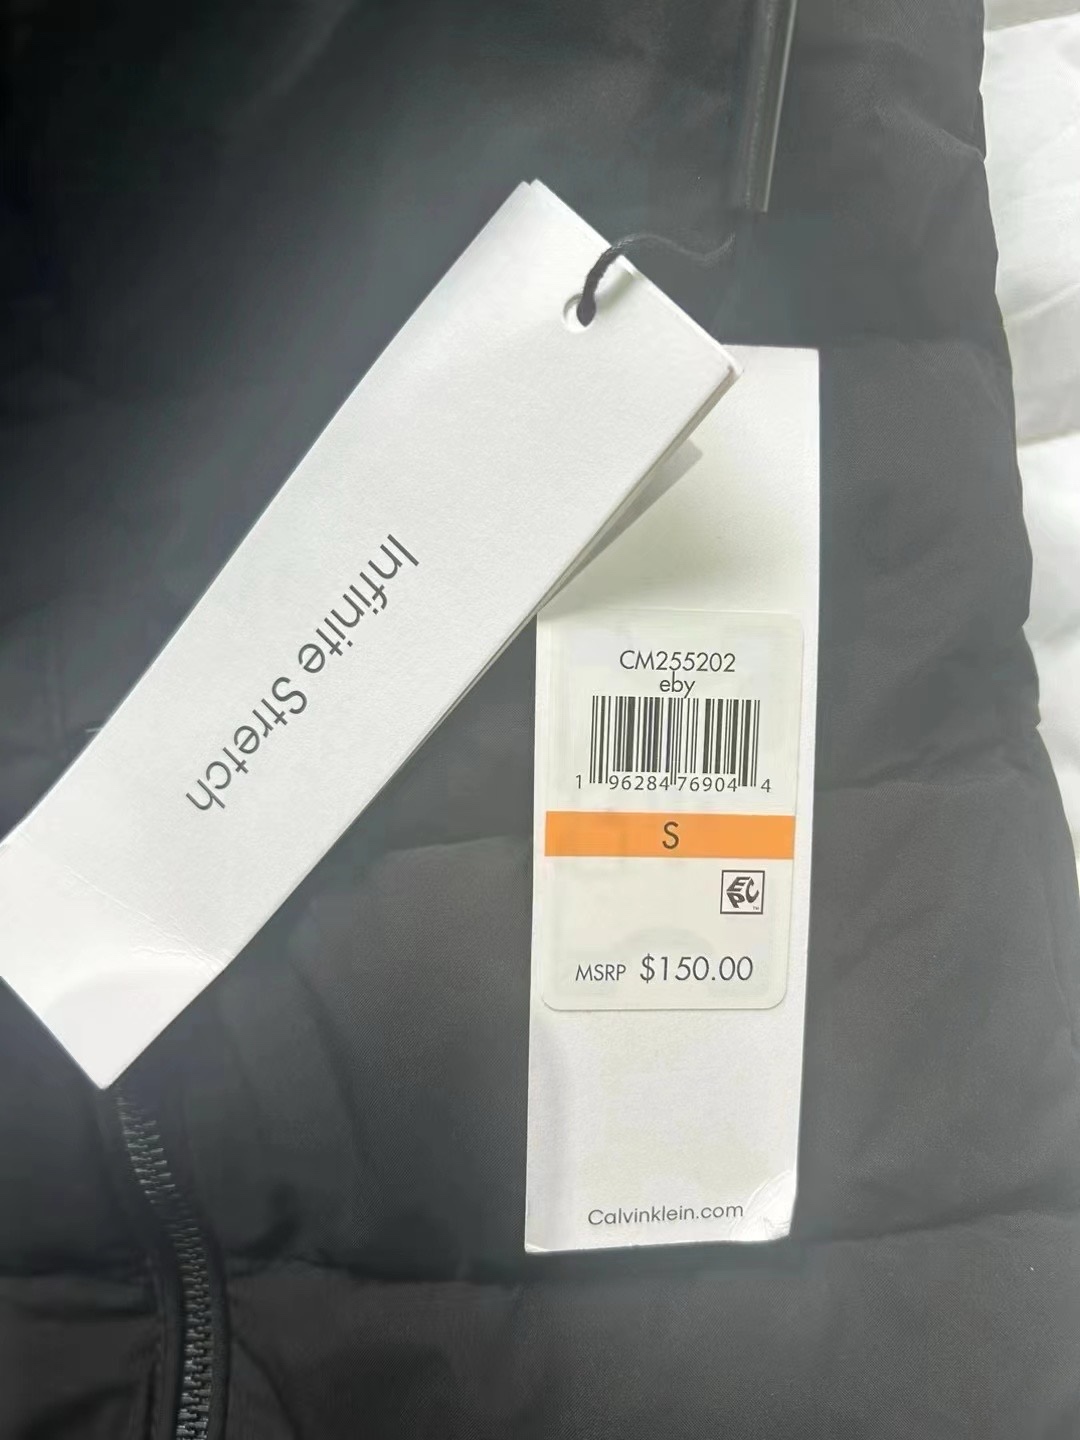 Infinite Stretch
CM255202
eby
1 96284 76904 4
S
EPC
MSRP $150.00
Calvinklein.com